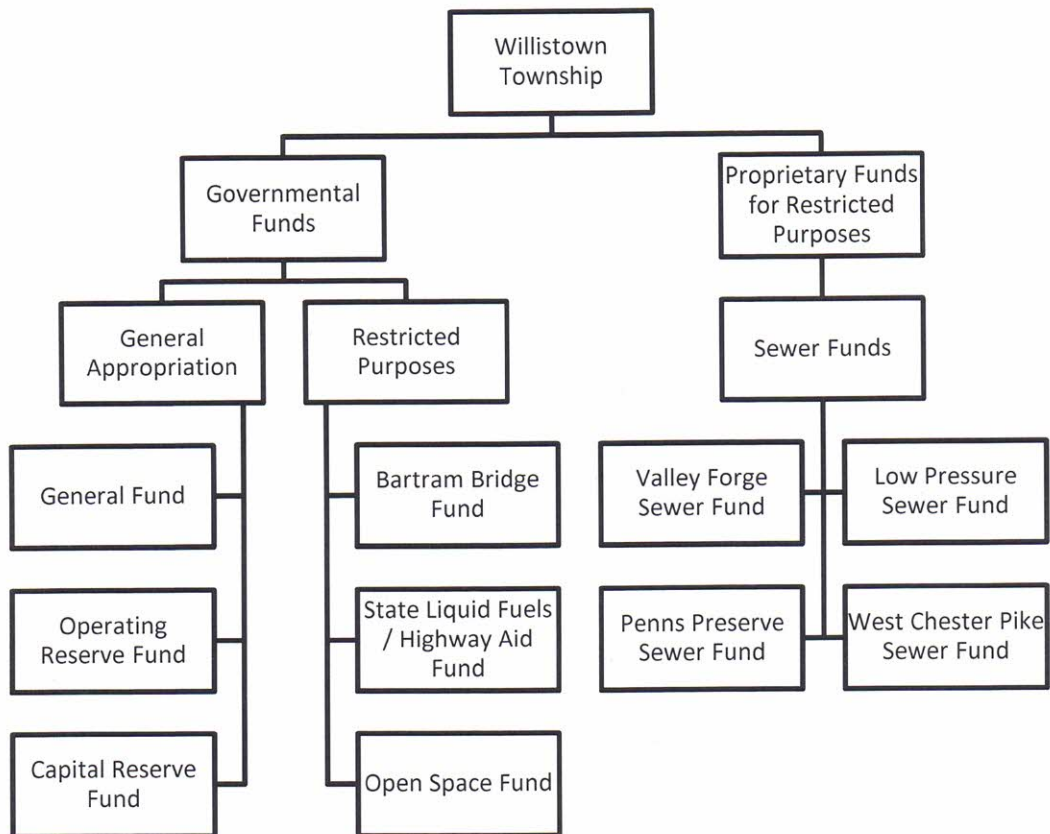 Willistown
Township
Governmental
Funds
Proprietary Funds
for Restricted
Purposes
General
Appropriation
Restricted
Purposes
Sewer Funds
General Fund
Bartram Bridge
Fund
Valley Forge
Sewer Fund
Low Pressure
Sewer Fund
Operating
Reserve Fund
State Liquid Fuels
/ Highway Aid
Fund
Penns Preserve
Sewer Fund
West Chester Pike
Sewer Fund
Capital Reserve
Fund
Open Space Fund